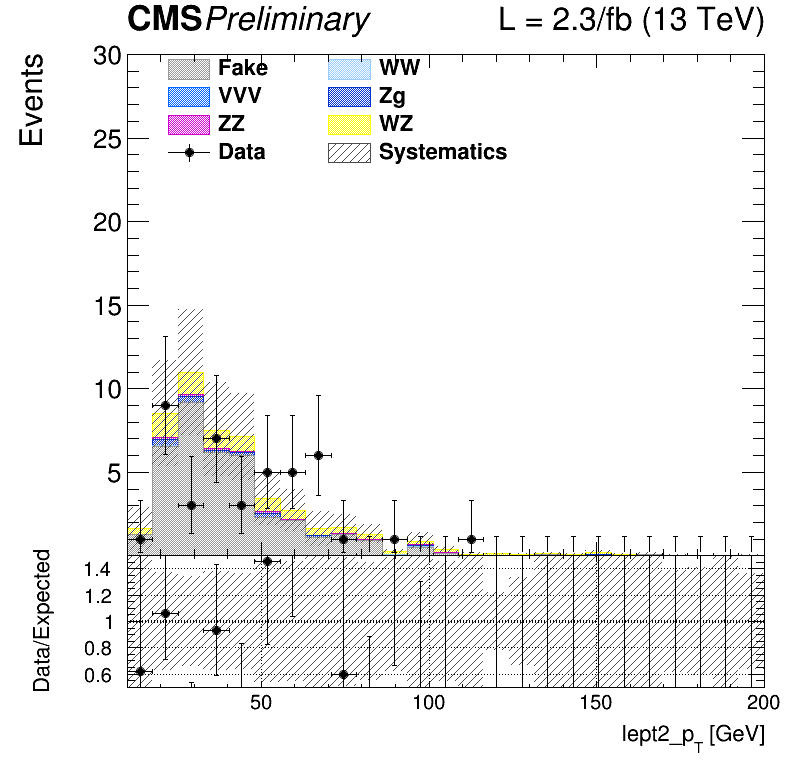 CMS Preliminary L = 2.3/fb (13 TeV)
Events
30
25
20
15
10
5
Fake WW
VVV Zg
ZZ WZ
Data Systematics
Data/Expected
1.4
1.2
1
0.8
0.6
50 100 150 200
lept2_p_T [GeV]